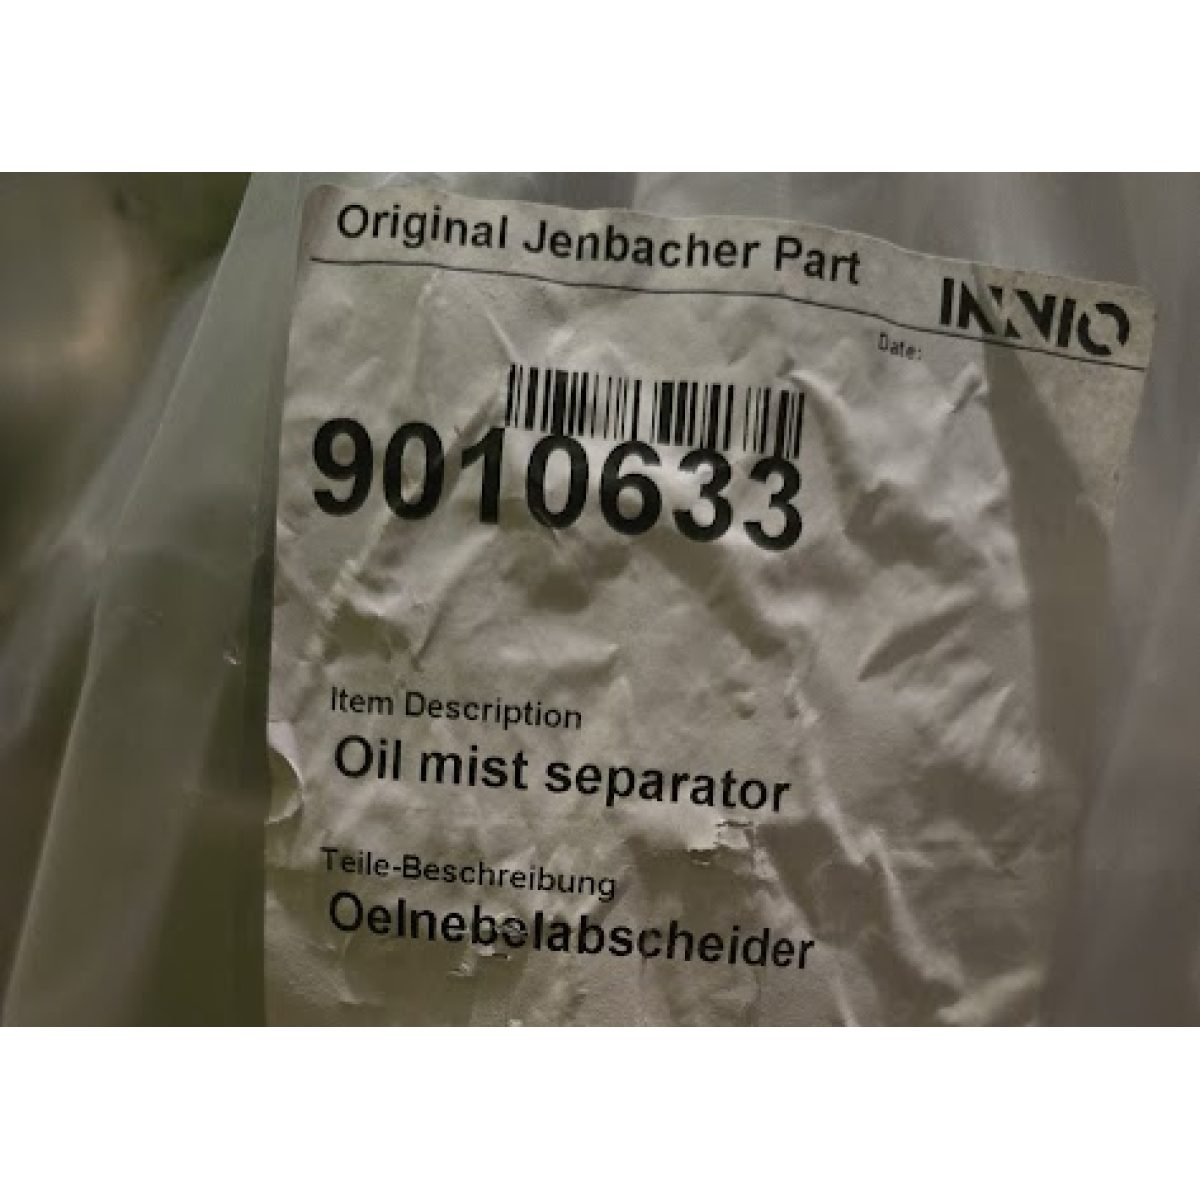 Original Jenbacher Part
INNIO
Date:
9010633
Item Description
Oil mist separator
Teile-Beschreibung
Oelnebelabscheider